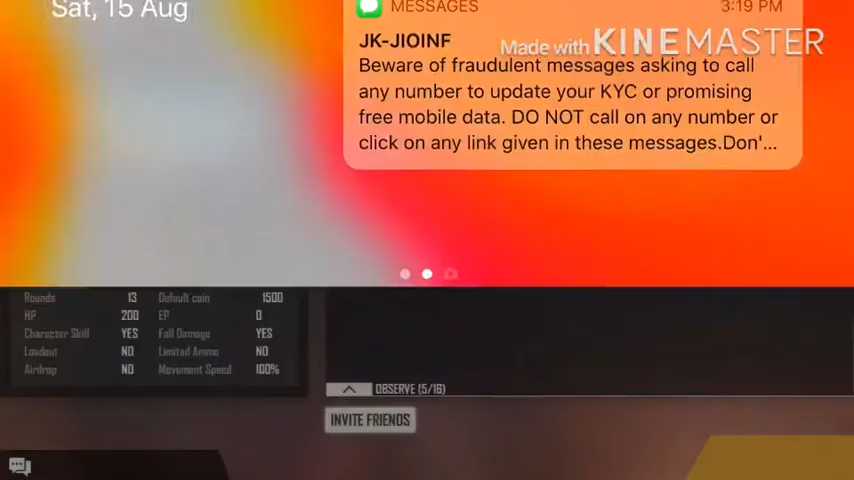 Sat, 15 Aug
MESSAGES
3:19 PM
JK-JIOINF
Made with KINEMASTER
Beware of fraudulent messages asking to call
any number to update your KYC or promising
free mobile data. DO NOT call on any number or
click on any link given in these messages.Don'...
Rounds 13 Default coin 1500
HP 200 EP 0
Character Skill YES Fall Damage YES
Loadout NO Limited Ammo NO
Airdrop NO Movement Speed 100%
OBSERVE (5/16)
INVITE FRIENDS